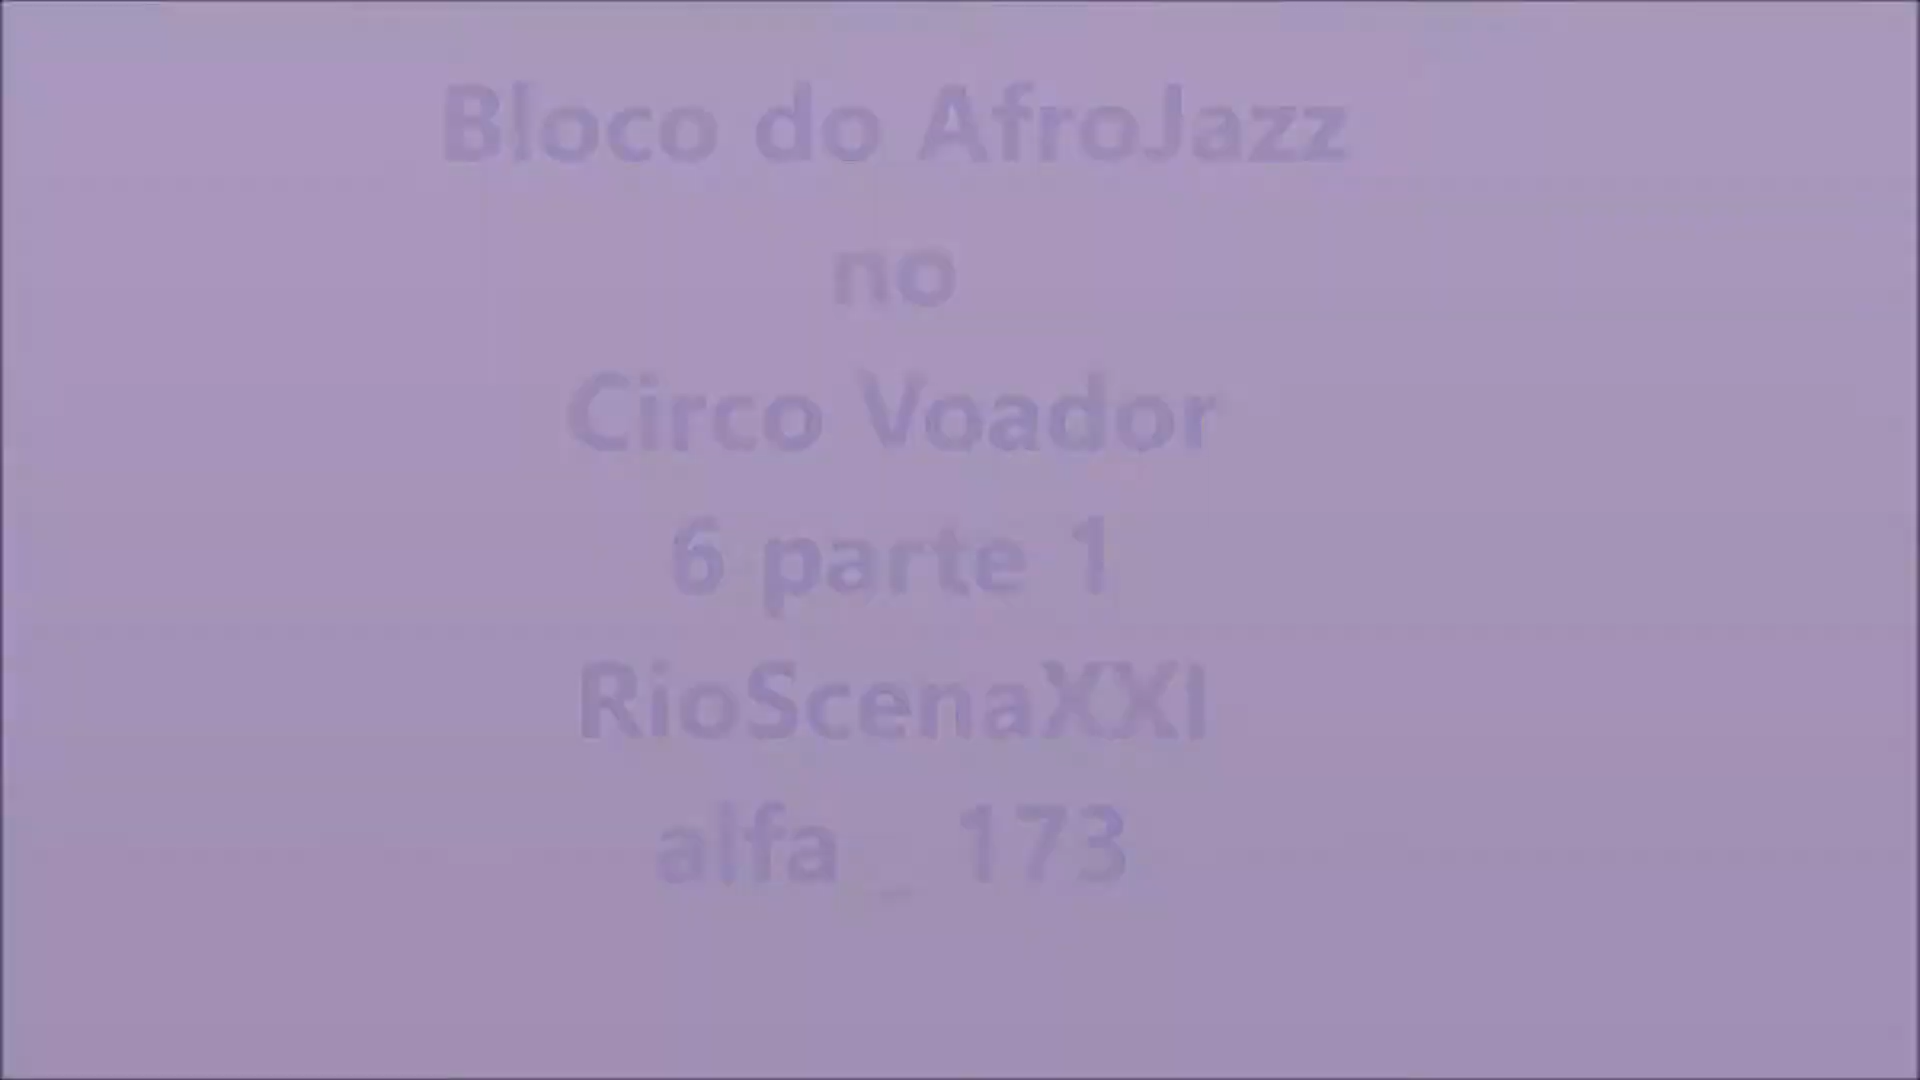 Bloco do AfroJazz
no
Circo Voador
6 parte 1
RioScenaXXI
alfa _ 173